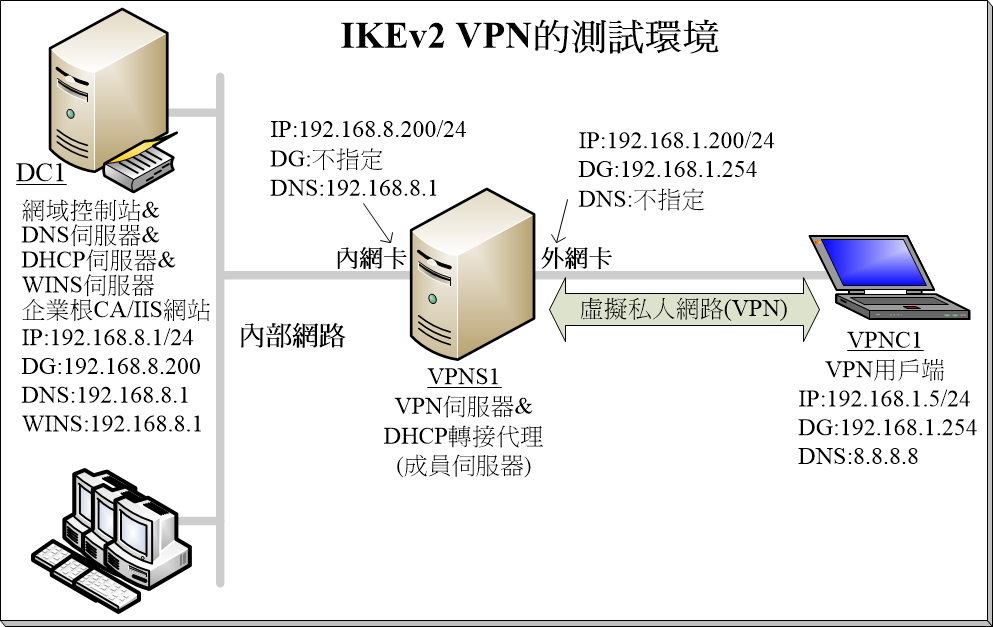 IKEv2 VPN的測試環境
DC1
網域控制站&
DNS伺服器&
DHCP伺服器&
WINS伺服器
企業根CA/IIS網站
IP:192.168.8.1/24
DG:192.168.8.200
DNS:192.168.8.1
WINS:192.168.8.1
內部網路
IP:192.168.8.200/24
DG:不指定
DNS:192.168.8.1
內網卡
IP:192.168.1.200/24
DG:192.168.1.254
DNS:不指定
外網卡
虛擬私人網路(VPN)
VPNS1
VPN伺服器&
DHCP轉接代理
(成員伺服器)
VPNC1
VPN用戶端
IP:192.168.1.5/24
DG:192.168.1.254
DNS:8.8.8.8